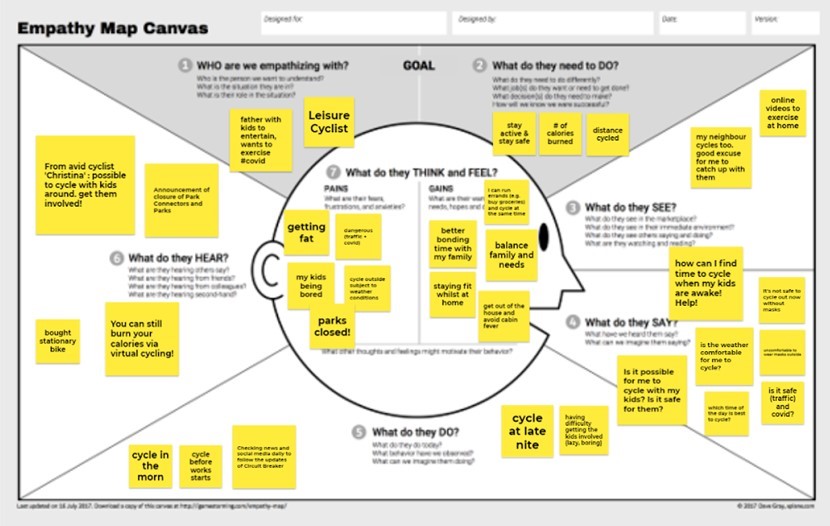 Empathy Map Canvas
Designed for:
Designed by:
Date:
Version:
1 WHO are we empathizing with?
Who is the person we want to understand?
What is the situation they are in?
What is their role in the situation?
GOAL
2 What do they need to DO?
What do they need to do differently?
What job(s) do they want or need to get done?
What decision(s) do they need to make?
How will we know we were successful?
father with
kids to
entertain,
wants to
exercise
#covid
Leisure
Cyclist
stay
active &
stay safe
# of
calories
burned
distance
cycled
online
videos to
exercise
at home
my neighbour
cycles too.
good excuse
for me to
catch up with
them
3 What do they SEE?
What do they see in the marketplace?
What do they see in their immediate environment?
What do they see others saying and doing?
What are they watching and reading?
how can I find
time to cycle
when my kids
are awake!
Help!
4 What do they SAY?
What have we heard them say?
What can we imagine them saying?
It's not safe to
cycle out now
without
masks
is the weather
comfortable
for me to
cycle?
uncomfortable to
wear masks outside
Is it possible
for me to
cycle with my
kids? Is it safe
for them?
which time of
the day is best
to cycle?
is it safe
(traffic)
and
covid?
5 What do they DO?
What do they do today?
What behavior have we observed?
What can we imagine them doing?
cycle
at late
nite
having
difficulty
getting the
kids involved
(lazy, boring)
cycle in
the
morn
cycle
before
works
starts
Checking news and
social media daily to
follow the updates
of Circuit Breaker
6 What do they HEAR?
What are they hearing others say?
What are they hearing from friends?
What are they hearing from colleagues?
What are they hearing second-hand?
From avid cyclist
'Christina' : possible
to cycle with kids
around. get them
involved!
Announcement of
closure of Park
Connectors and
Parks
bought
stationary
bike
You can still
burn your
calories via
virtual cycling!
7 What do they THINK and FEEL?
PAINS
What are their fears,
frustrations, and anxieties?
getting
fat
dangerous
(traffic +
covid)
my kids
being
bored
cycle outside
subject to
weather
conditions
parks
closed!
GAINS
What are their wants,
needs, hopes and
I can run
errands (e.g.
buy groceries)
and cycle at
the same time
better
bonding
time with
my family
balance
family and
needs
staying fit
whilst at
home
get out of the
house and
avoid cabin
fever
What other thoughts and feelings might motivate their behavior?
Last updated on 16 July 2017. Download a copy of this canvas at http://gamestorming.com/empathy-map/
© 2017 Dave Gray, xplane.com